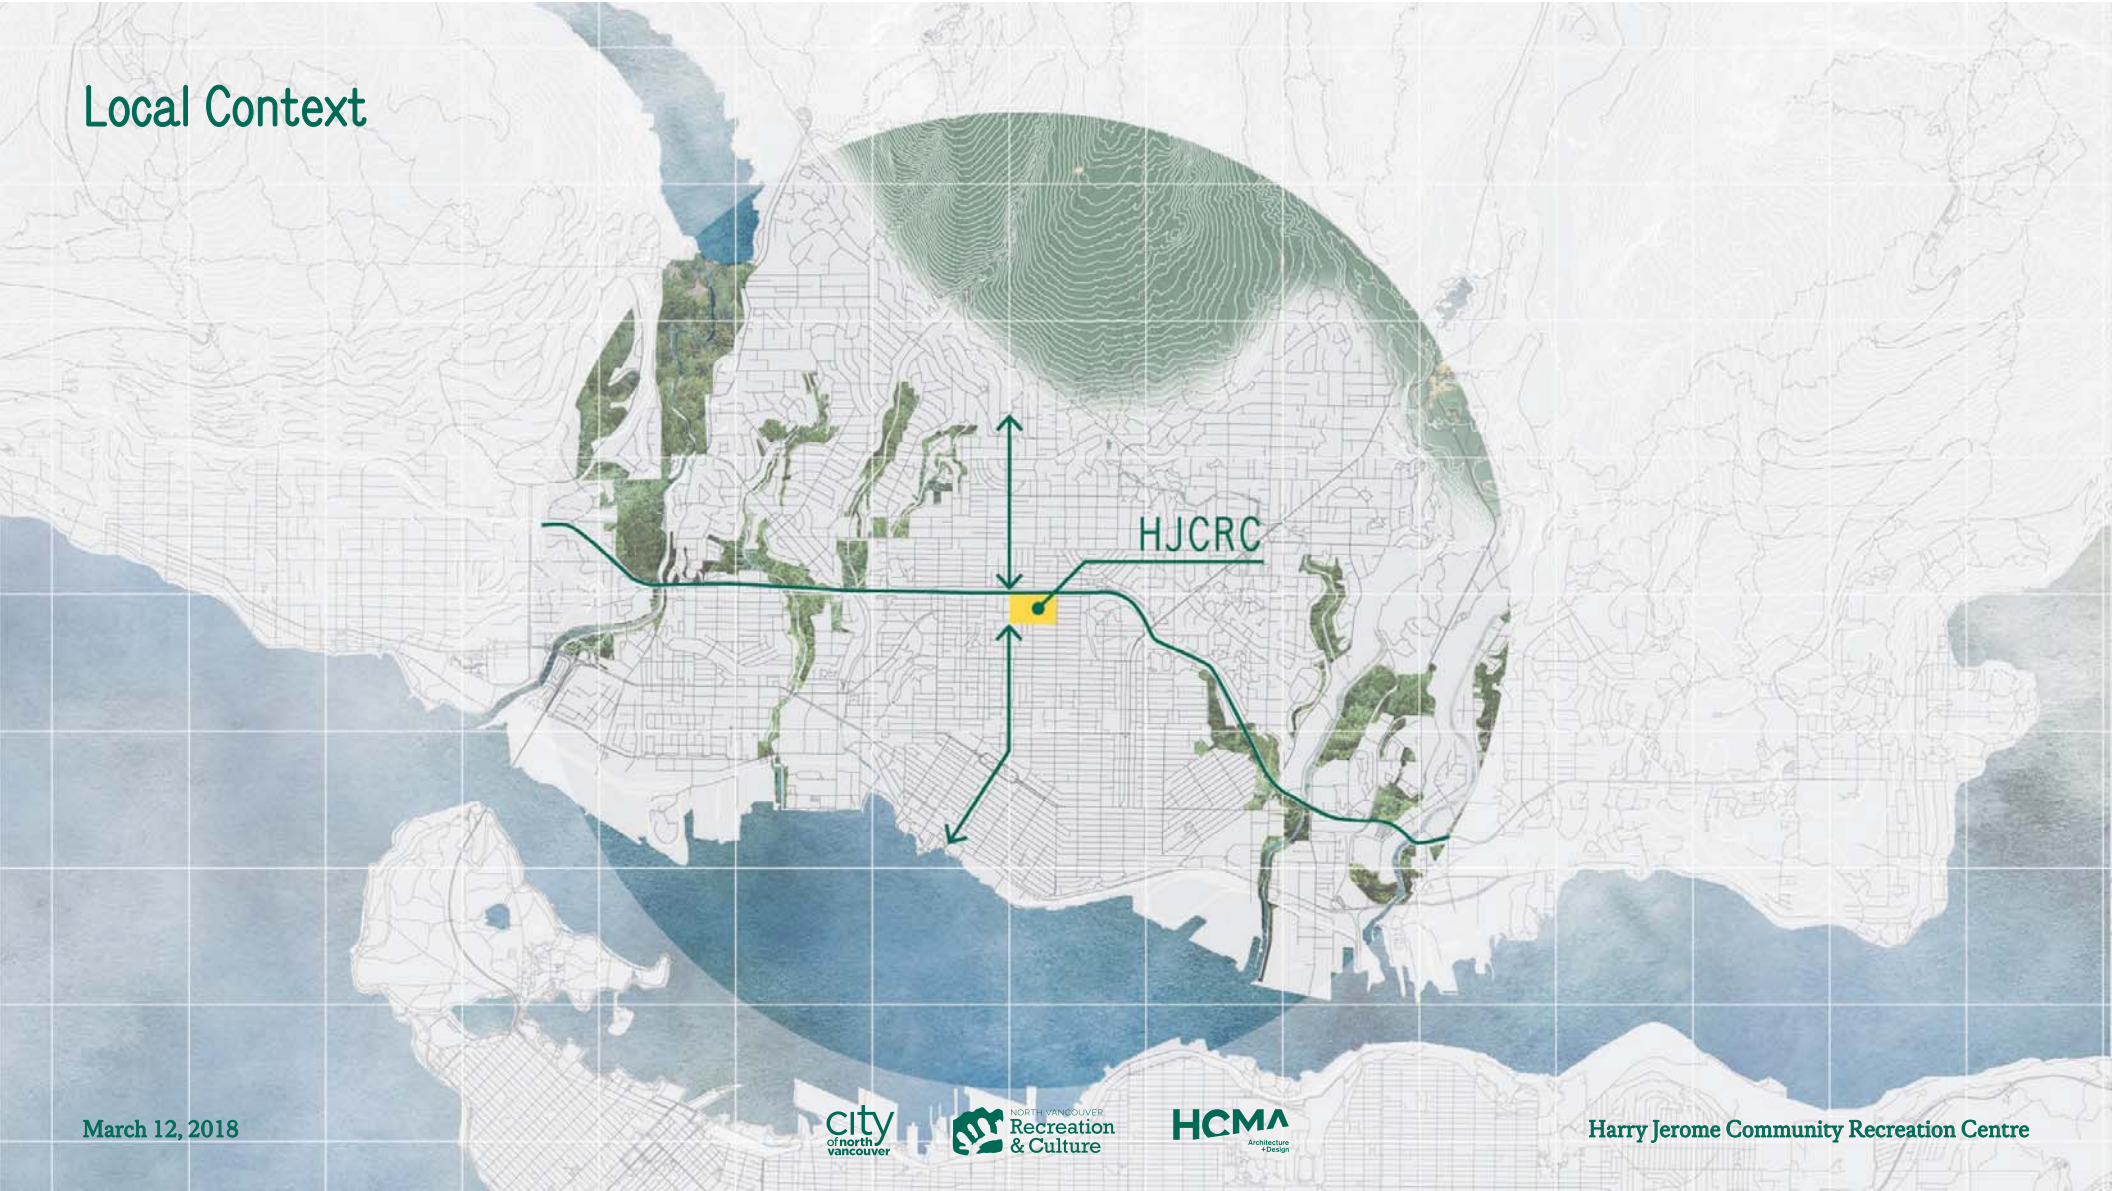 Local Context
HJCRC
March 12, 2018
city
of north
vancouver
NORTH VANCOUVER
Recreation
& Culture
HCMA
Architecture
+Design
Harry Jerome Community Recreation Centre